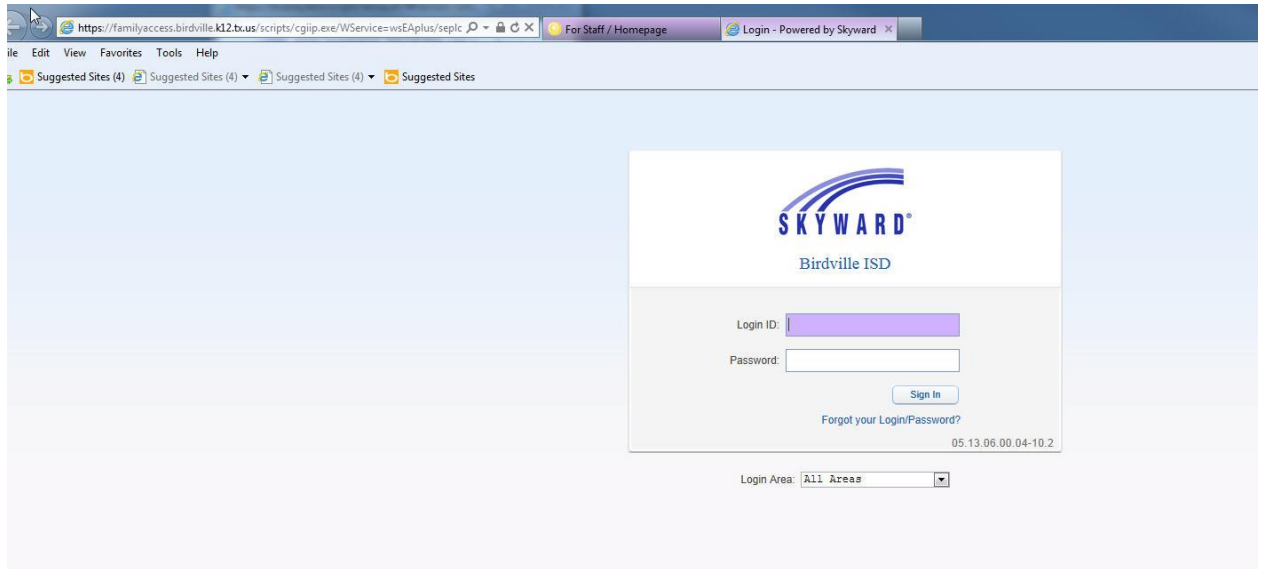 https://familyaccess.birdville.k12.tx.us/scripts/cgiip.exe/WService=wsEAplus/seplc
For Staff / Homepage
Login - Powered by Skyward
ile Edit View Favorites Tools Help
Suggested Sites (4) Suggested Sites (4) Suggested Sites (4) Suggested Sites
SKYWARD®
Birdville ISD
Login ID:
Password:
Sign In
Forgot your Login/Password?
05.13.06.00.04-10.2
Login Area: All Areas